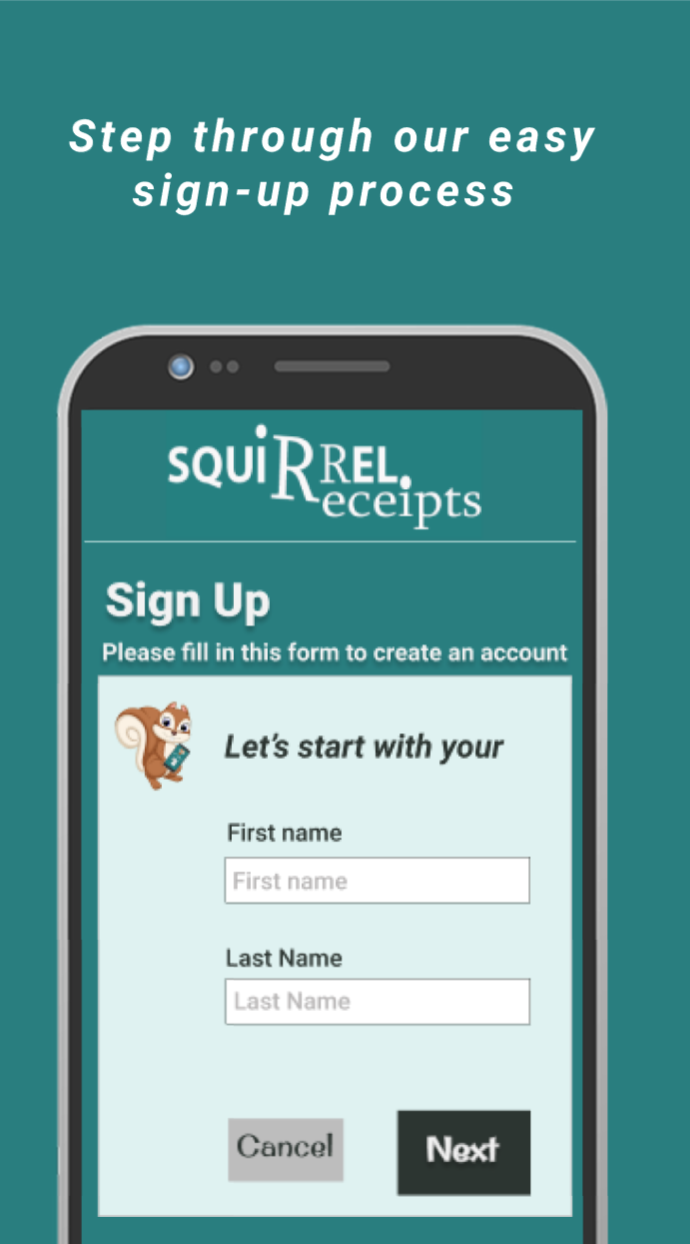 Step through our easy
sign-up process
SQUiRREL
Receipts
Sign Up
Please fill in this form to create an account
Let's start with your
First name
First name
Last Name
Last Name
Cancel
Next